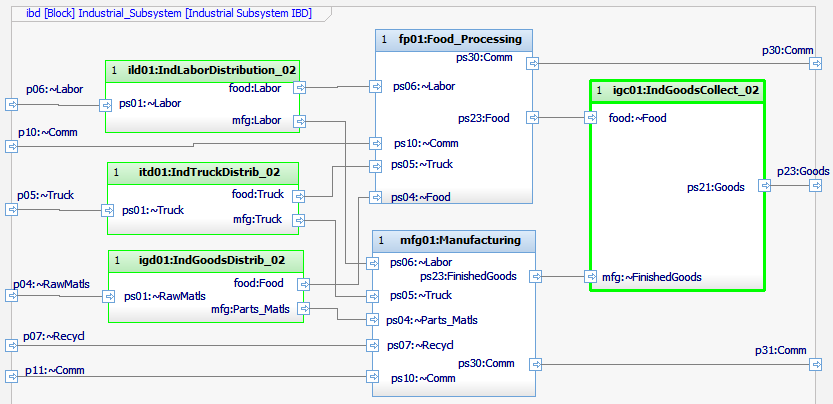 ibd [Block] Industrial_Subsystem [Industrial Subsystem IBD]
1 fp01:Food_Processing
ps30:Comm
p30:Comm
1 ild01:IndLaborDistribution_02
p06:~Labor
food:Labor
ps06:~Labor
1 igc01:IndGoodsCollect_02
ps01:~Labor
mfg:Labor
ps23:Food
food:~Food
p10:~Comm
ps10:~Comm
ps05:~Truck
1 itd01:IndTruckDistrib_02
p23:Goods
p05:~Truck
food:Truck
ps04:~Food
ps21:Goods
ps01:~Truck
mfg:Truck
1 mfg01:Manufacturing
1 igd01:IndGoodsDistrib_02
ps06:~Labor
ps23:FinishedGoods
mfg:~FinishedGoods
p04:~RawMatls
food:Food
ps01:~RawMatls
ps05:~Truck
mfg:Parts_Matls
ps04:~Parts_Matls
p07:~Recycl
ps07:~Recycl
p31:Comm
ps30:Comm
p11:~Comm
ps10:~Comm